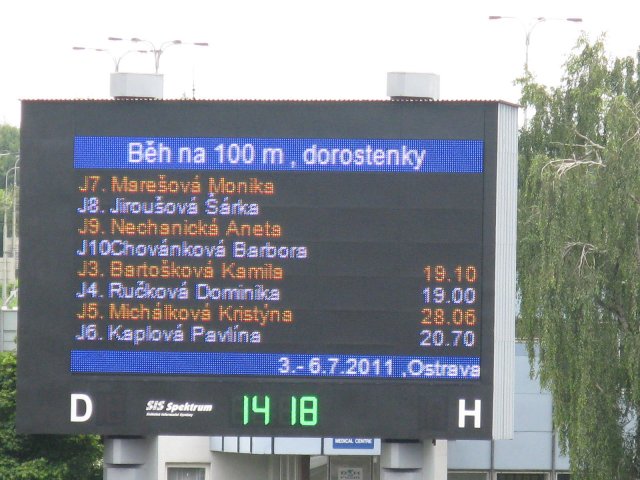 Běh na 100 m , dorostenky
J7. Marešová Monika
J8. Jiroušová Šárka
J9. Nechanická Aneta
J10Chovánková Barbora
J3. Bartošková Kamila 19.10
J4. Ručková Dominika 19.00
J5. Michálková Kristýna 28.06
J6. Kaplová Pavlína 20.70
3.- 6.7.2011 ,Ostrava
D SIS Spektrum 14 18 H
MEDICAL CENTRE